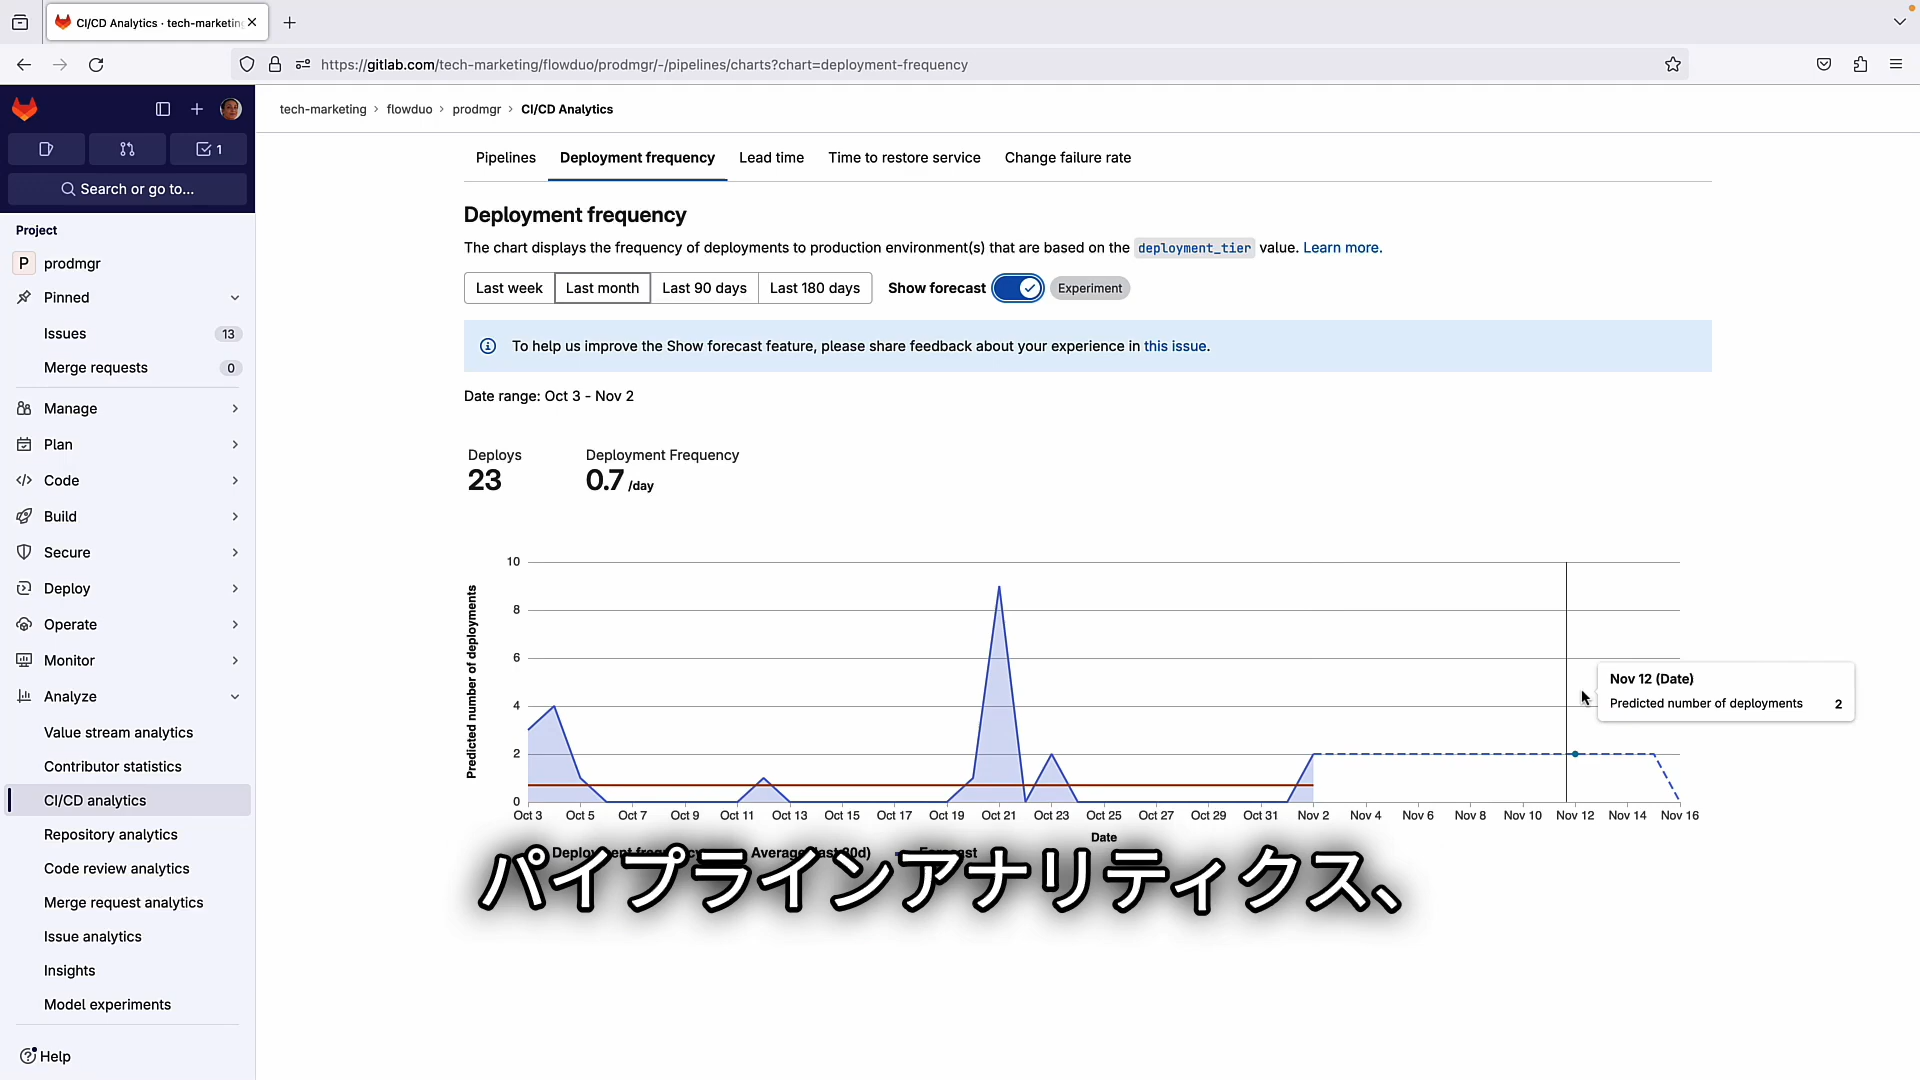 CI/CD Analytics · tech-marketin
https://gitlab.com/tech-marketing/flowduo/prodmgr/-/pipelines/charts?chart=deployment-frequency
1
Search or go to...
Project
P prodmgr
Pinned
Issues 13
Merge requests 0
Manage
Plan
Code
Build
Secure
Deploy
Operate
Monitor
Analyze
Value stream analytics
Contributor statistics
CI/CD analytics
Repository analytics
Code review analytics
Merge request analytics
Issue analytics
Insights
Model experiments
Help
tech-marketing › flowduo › prodmgr › CI/CD Analytics
Pipelines Deployment frequency Lead time Time to restore service Change failure rate
Deployment frequency
The chart displays the frequency of deployments to production environment(s) that are based on the deployment_tier value. Learn more.
Last week Last month Last 90 days Last 180 days Show forecast Experiment
To help us improve the Show forecast feature, please share feedback about your experience in this issue.
Date range: Oct 3 - Nov 2
Deploys Deployment Frequency
23 0.7 /day
Predicted number of deployments
10
8
6
4
2
0
Nov 12 (Date)
Predicted number of deployments 2
Oct 3 Oct 5 Oct 7 Oct 9 Oct 11 Oct 13 Oct 15 Oct 17 Oct 19 Oct 21 Oct 23 Oct 25 Oct 27 Oct 29 Oct 31 Nov 2 Nov 4 Nov 6 Nov 8 Nov 10 Nov 12 Nov 14 Nov 16
Date
Deployment frequency Average (last 30d) Forecast
パイプラインアナリティクス、